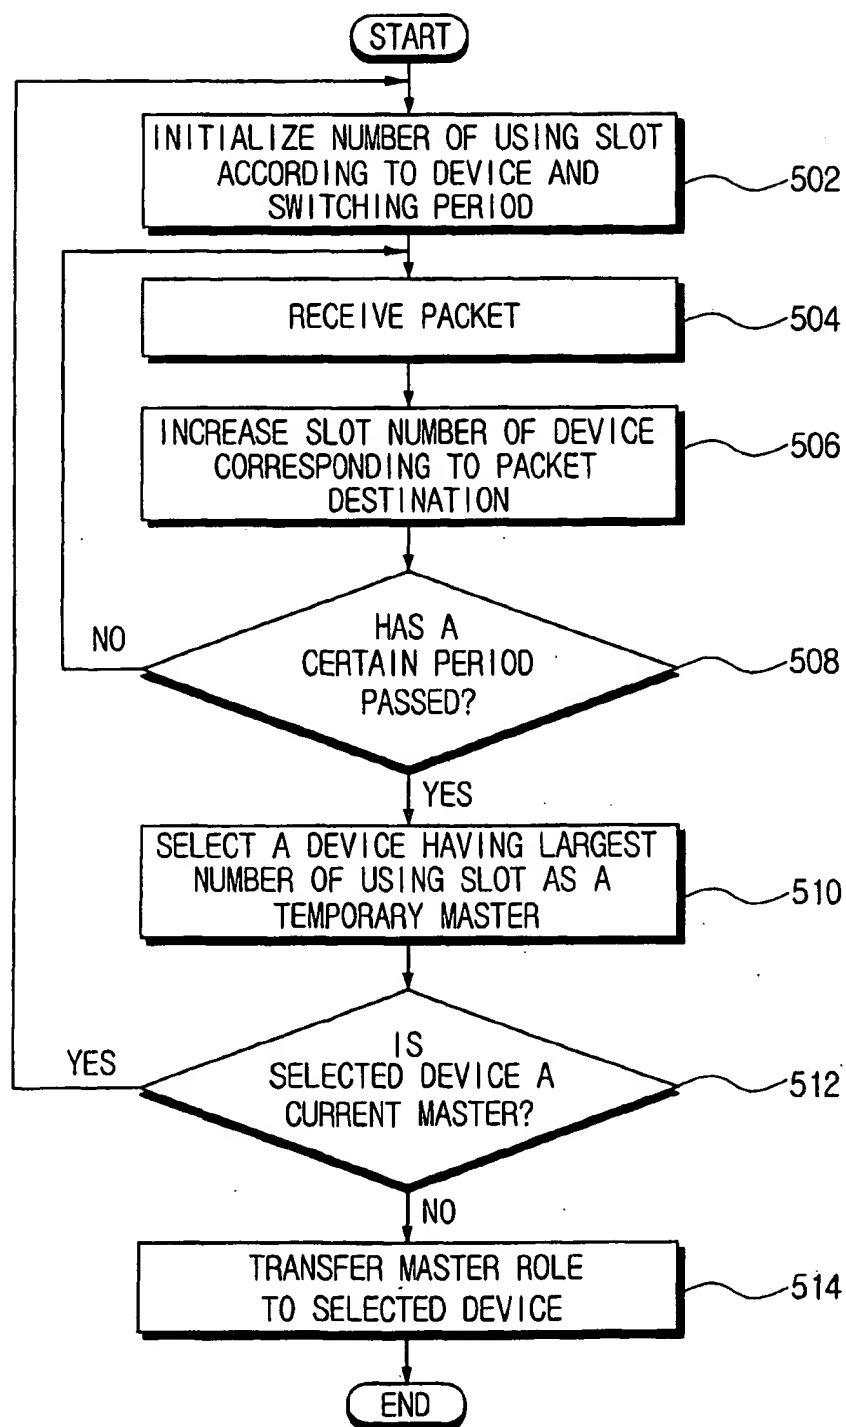 START
INITIALIZE NUMBER OF USING SLOT
ACCORDING TO DEVICE AND
SWITCHING PERIOD
502
RECEIVE PACKET
504
INCREASE SLOT NUMBER OF DEVICE
CORRESPONDING TO PACKET
DESTINATION
506
HAS A
CERTAIN PERIOD
PASSED?
508
NO
YES
SELECT A DEVICE HAVING LARGEST
NUMBER OF USING SLOT AS A
TEMPORARY MASTER
510
IS
SELECTED DEVICE A
CURRENT MASTER?
512
YES
NO
TRANSFER MASTER ROLE
TO SELECTED DEVICE
514
END